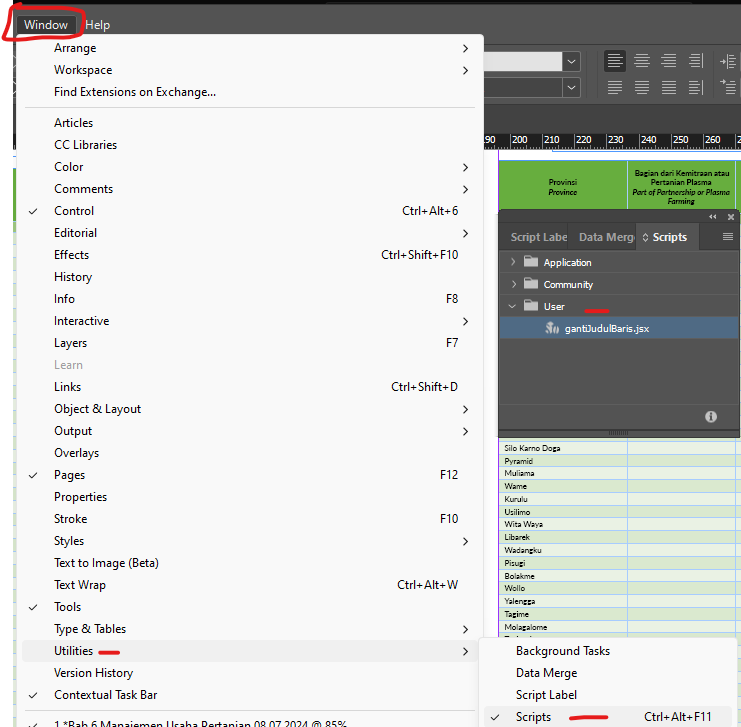 Window Help
Arrange
Workspace
Find Extensions on Exchange...
Articles
CC Libraries
Color
Comments
Control Ctrl+Alt+6
Editorial
Effects Ctrl+Shift+F10
History
Info F8
Interactive
Layers F7
Learn
Links Ctrl+Shift+D
Object & Layout
Output
Overlays
Pages F12
Properties
Stroke F10
Styles
Text to Image (Beta)
Text Wrap Ctrl+Alt+W
Tools
Type & Tables
Utilities
Version History
Contextual Task Bar
1 *Bab 6 Manajemen Usaha Pertanian 08 07 2024 @ 85%
Background Tasks
Data Merge
Script Label
Scripts Ctrl+Alt+F11
90 200 210 220 230 240 250 260
Provinsi
Province
Bagian dari Kemitraan atau
Pertanian Plasma
Part of Partnership or Plasma
Farming
Script Labe Data Merg Scripts
Application
Community
User
gantiJudulBaris.jsx
Silo Karno Doga
Pyramid
Muliama
Wame
Kurulu
Usilimo
Wita Waya
Libarek
Wadangku
Pisugi
Bolakme
Wollo
Yalengga
Tagime
Molagalome